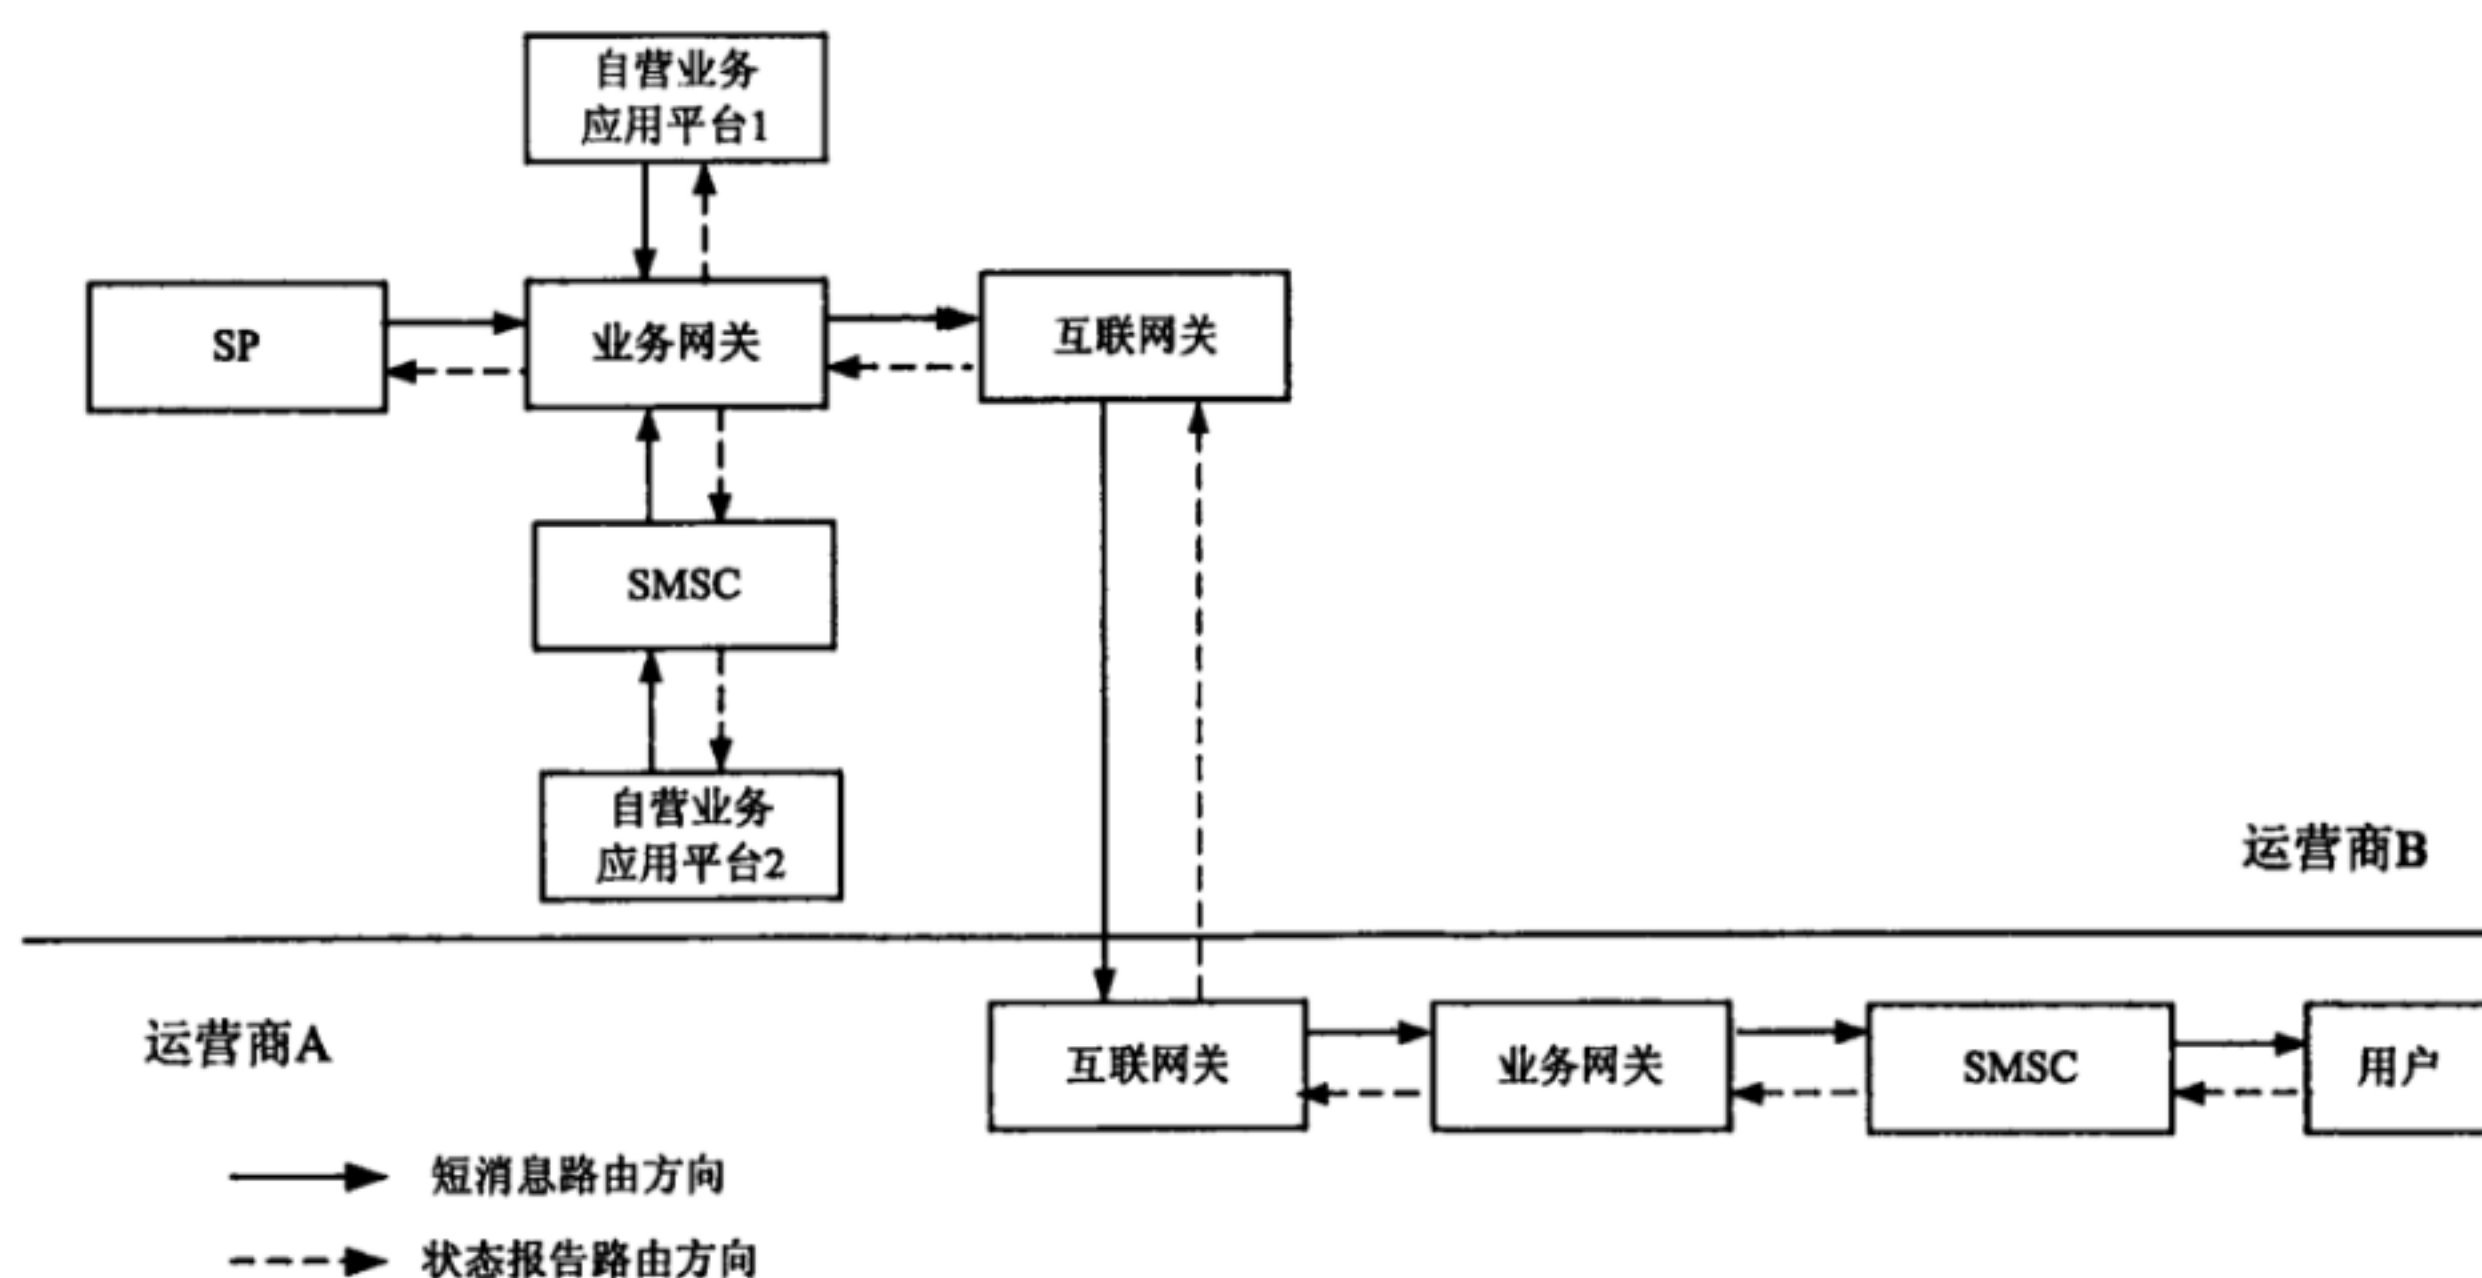 自营业务
应用平台1
SP
业务网关
互联网关
SMSC
自营业务
应用平台2
运营商B
运营商A
互联网关
业务网关
SMSC
用户
短消息路由方向
状态报告路由方向